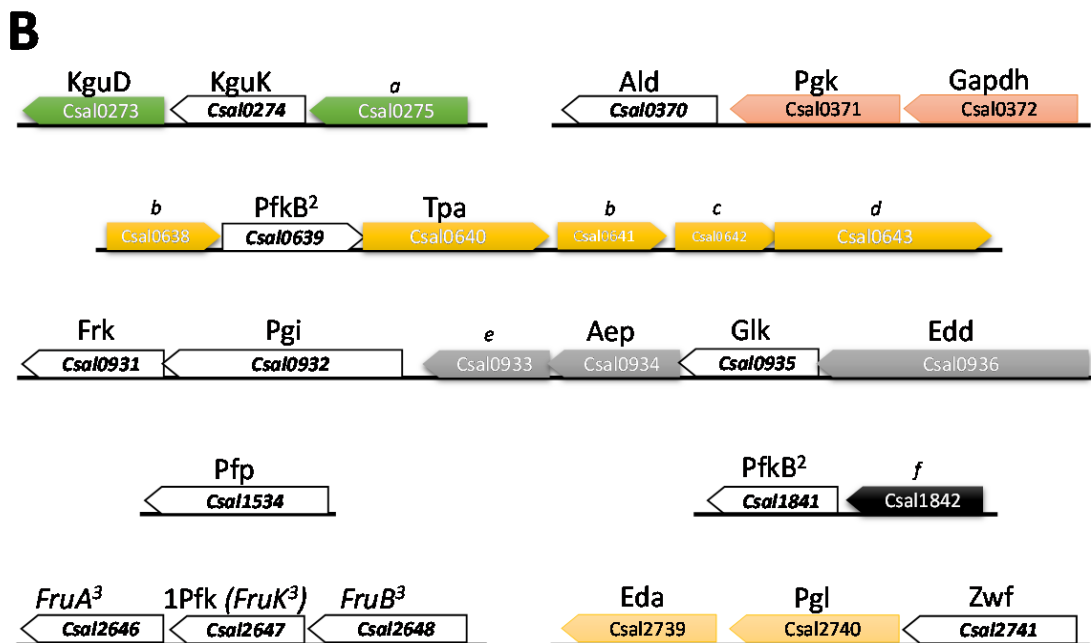 B
KguD KguK a Ald Pgk Gapdh
Csal0273 Csal0274 Csal0275 Csal0370 Csal0371 Csal0372
b PfkB² Tpa b c d
Csal0638 Csal0639 Csal0640 Csal0641 Csal0642 Csal0643
Frk Pgi e Aep Glk Edd
Csal0931 Csal0932 Csal0933 Csal0934 Csal0935 Csal0936
Pfp PfkB² f
Csal1534 Csal1841 Csal1842
FruA³ 1Pfk (FruK³) FruB³ Eda Pgl Zwf
Csal2646 Csal2647 Csal2648 Csal2739 Csal2740 Csal2741